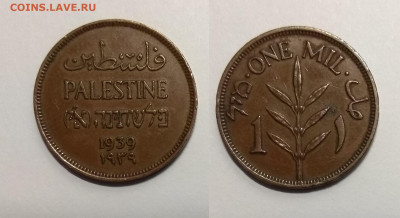 COINS.LAVE.RU
فلسطين
PALESTINE
פלשתינה (א״י)
1939
١٩٣٩
ONE MIL
מיל
مل
1
١